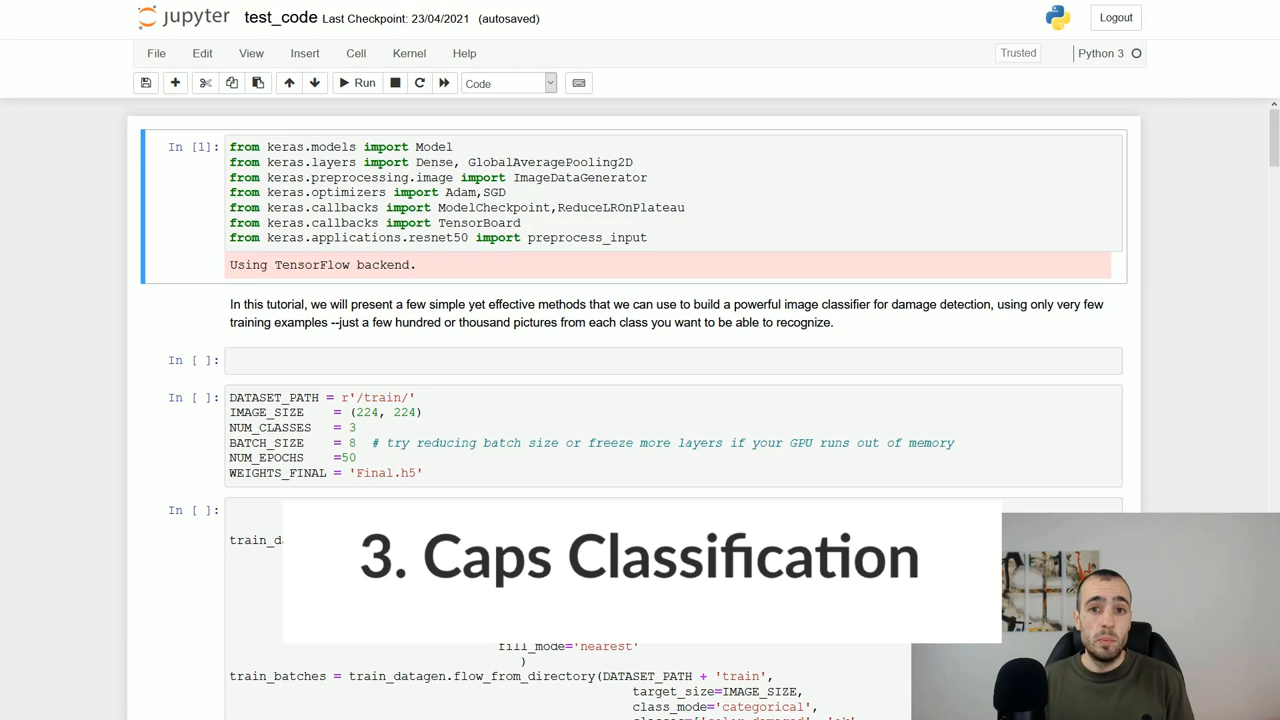 jupyter test_code Last Checkpoint: 23/04/2021 (autosaved) Logout
File Edit View Insert Cell Kernel Help Trusted Python 3
Run Code
In [1]: from keras.models import Model
from keras.layers import Dense, GlobalAveragePooling2D
from keras.preprocessing.image import ImageDataGenerator
from keras.optimizers import Adam,SGD
from keras.callbacks import ModelCheckpoint,ReduceLROnPlateau
from keras.callbacks import TensorBoard
from keras.applications.resnet50 import preprocess_input
Using TensorFlow backend.
In this tutorial, we will present a few simple yet effective methods that we can use to build a powerful image classifier for damage detection, using only very few
training examples --just a few hundred or thousand pictures from each class you want to be able to recognize.
In [ ]:
In [ ]: DATASET_PATH = r'/train/'
IMAGE_SIZE = (224, 224)
NUM_CLASSES = 3
BATCH_SIZE = 8 # try reducing batch size or freeze more layers if your GPU runs out of memory
NUM_EPOCHS =50
WEIGHTS_FINAL = 'Final.h5'
In [ ]:
train_da
3. Caps Classification
fill_mode='nearest'
)
train_batches = train_datagen.flow_from_directory(DATASET_PATH + 'train',
target_size=IMAGE_SIZE,
class_mode='categorical',